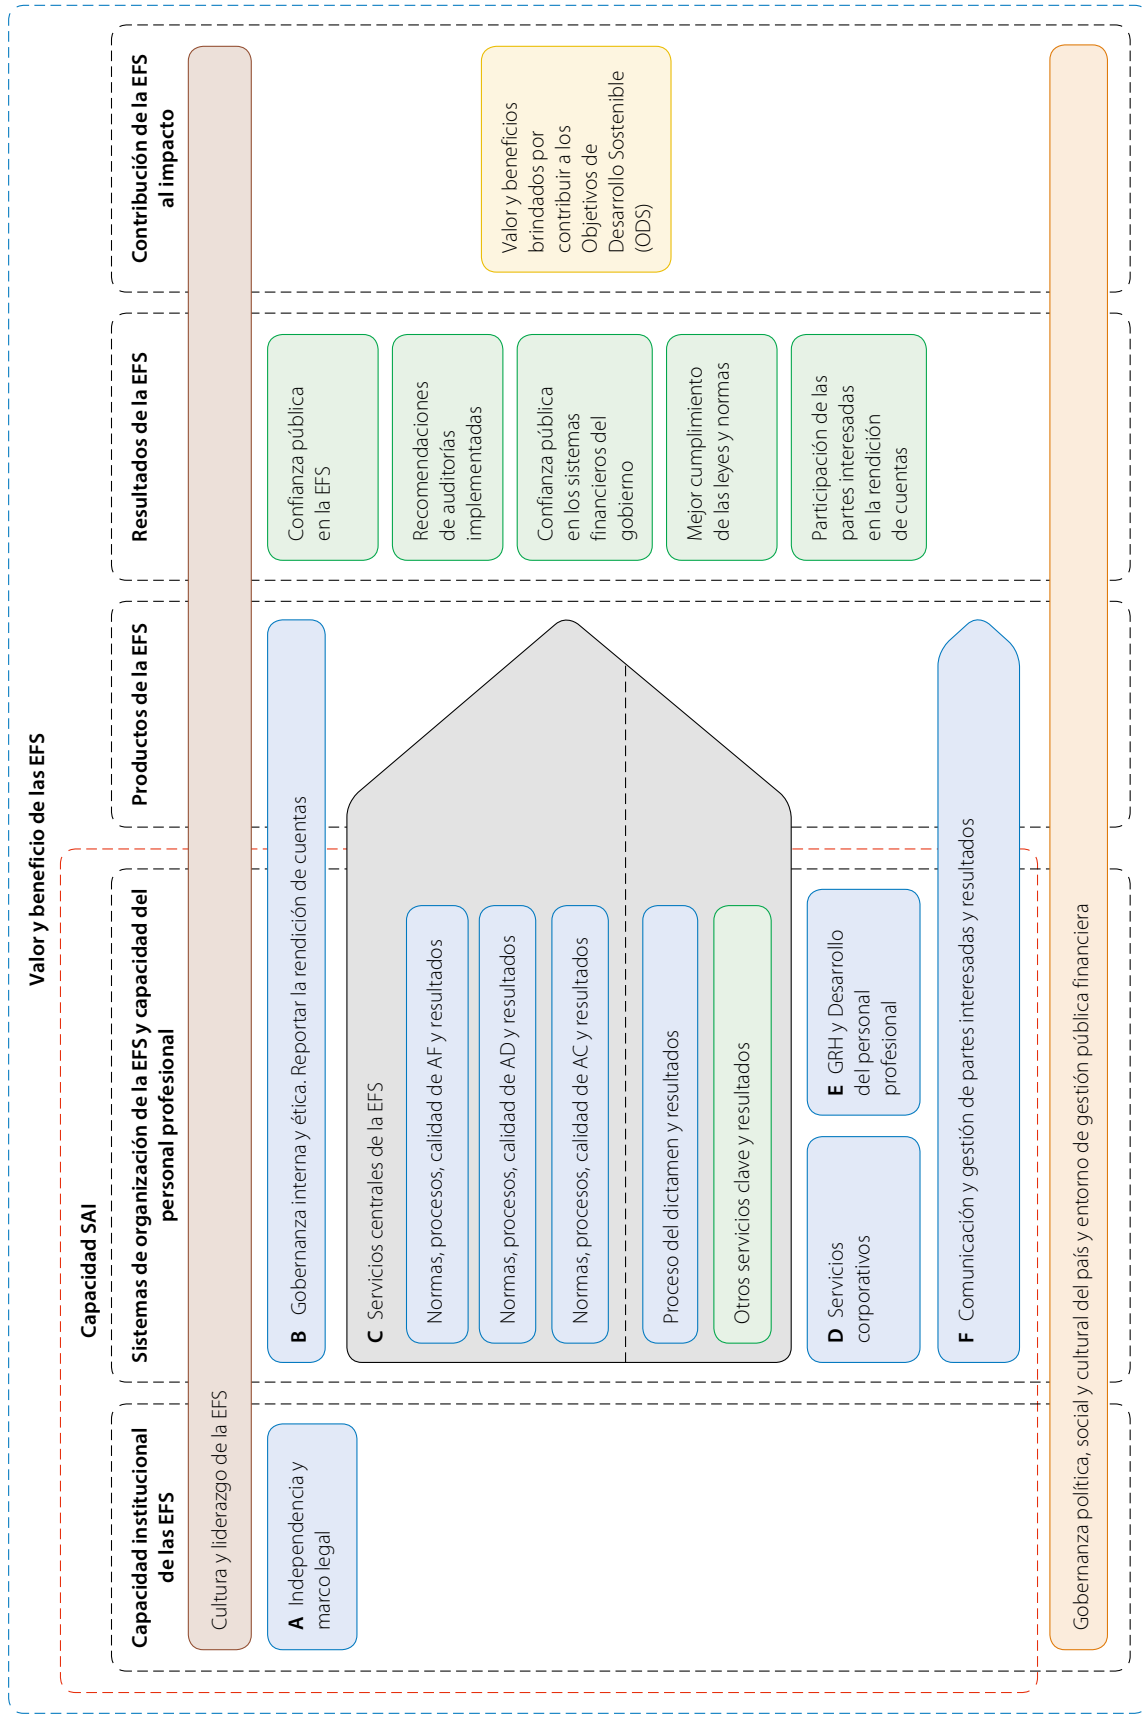 Valor y beneficio de las EFS
Capacidad SAI
Capacidad institucional
de las EFS
Sistemas de organización de la EFS y capacidad del
personal profesional
Productos de la EFS
Resultados de la EFS
Contribución de la EFS
al impacto
Cultura y liderazgo de la EFS
A Independencia y
marco legal
B Gobernanza interna y ética. Reportar la rendición de cuentas
C Servicios centrales de la EFS
Normas, procesos, calidad de AF y resultados
Normas, procesos, calidad de AD y resultados
Normas, procesos, calidad de AC y resultados
Proceso del dictamen y resultados
Otros servicios clave y resultados
D Servicios
corporativos
E GRH y Desarrollo
del personal
profesional
F Comunicación y gestión de partes interesadas y resultados
Confianza pública
en la EFS
Recomendaciones
de auditorías
implementadas
Confianza pública
en los sistemas
financieros del
gobierno
Mejor cumplimiento
de las leyes y normas
Participación de las
partes interesadas
en la rendición
de cuentas
Valor y beneficios
brindados por
contribuir a los
Objetivos de
Desarrollo Sostenible
(ODS)
Gobernanza política, social y cultural del país y entorno de gestión pública financiera